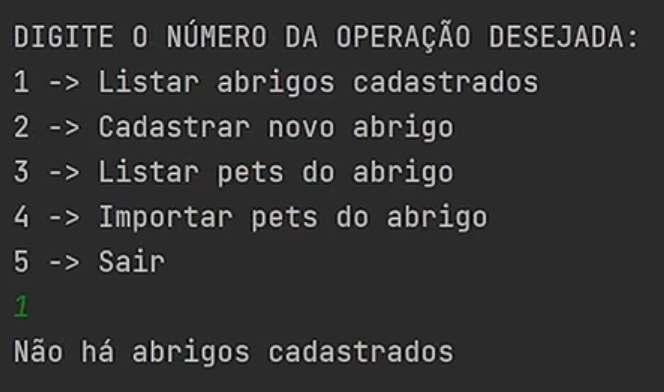 DIGITE O NÚMERO DA OPERAÇÃO DESEJADA:
1 -> Listar abrigos cadastrados
2 -> Cadastrar novo abrigo
3 -> Listar pets do abrigo
4 -> Importar pets do abrigo
5 -> Sair
1
Não há abrigos cadastrados